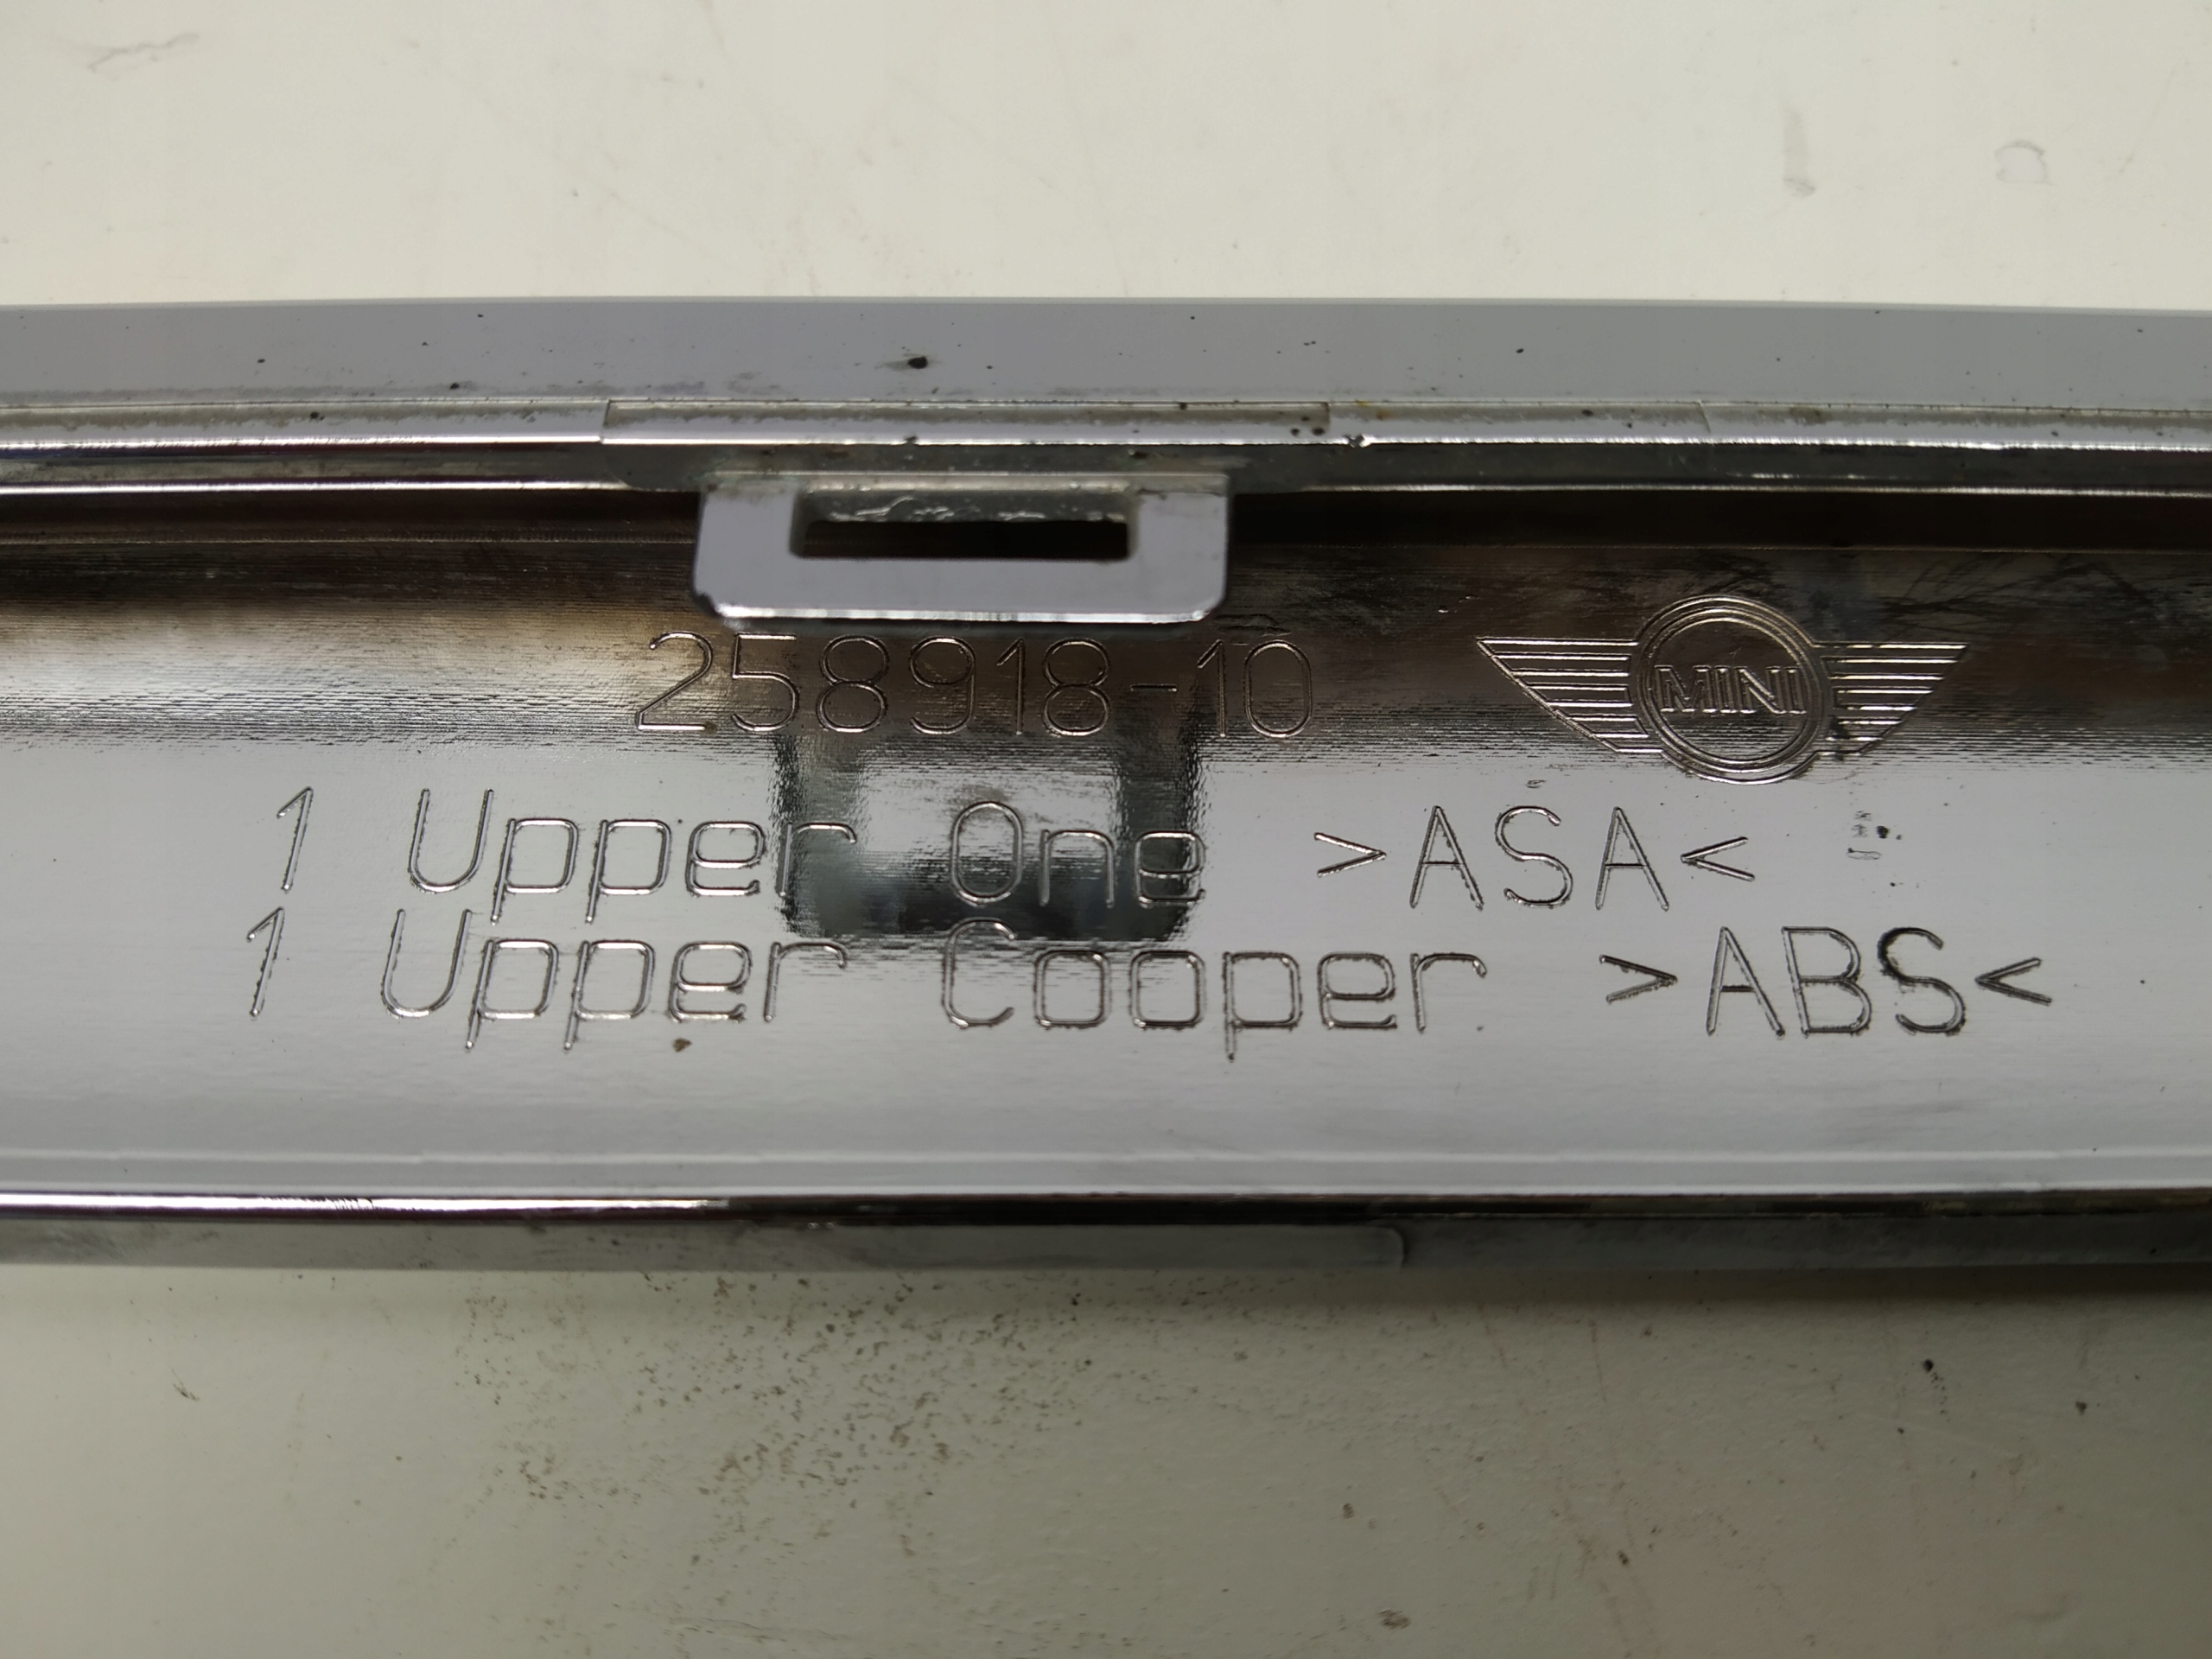 258918-10
MINI
1 Upper One >ASA<
1 Upper Cooper >ABS<